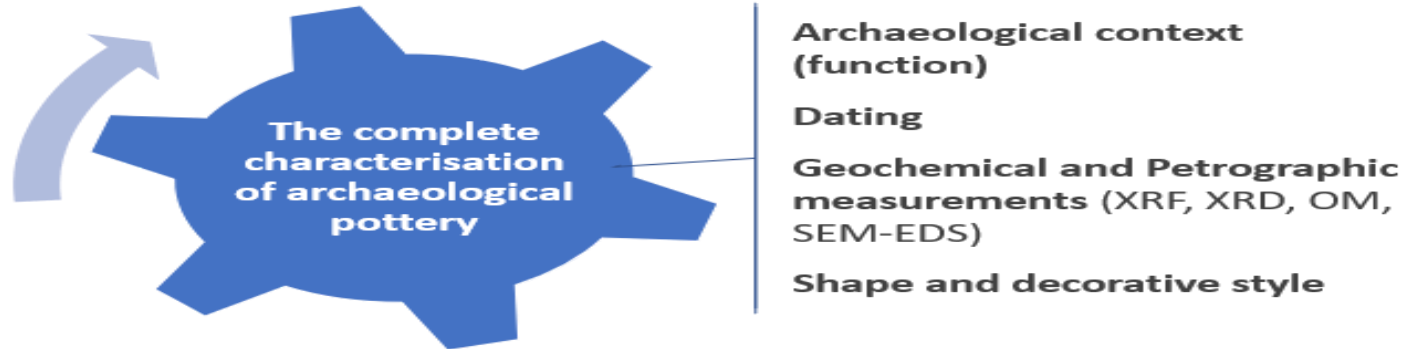 The complete
characterisation
of archaeological
pottery
Archaeological context
(function)
Dating
Geochemical and Petrographic
measurements (XRF, XRD, OM,
SEM-EDS)
Shape and decorative style